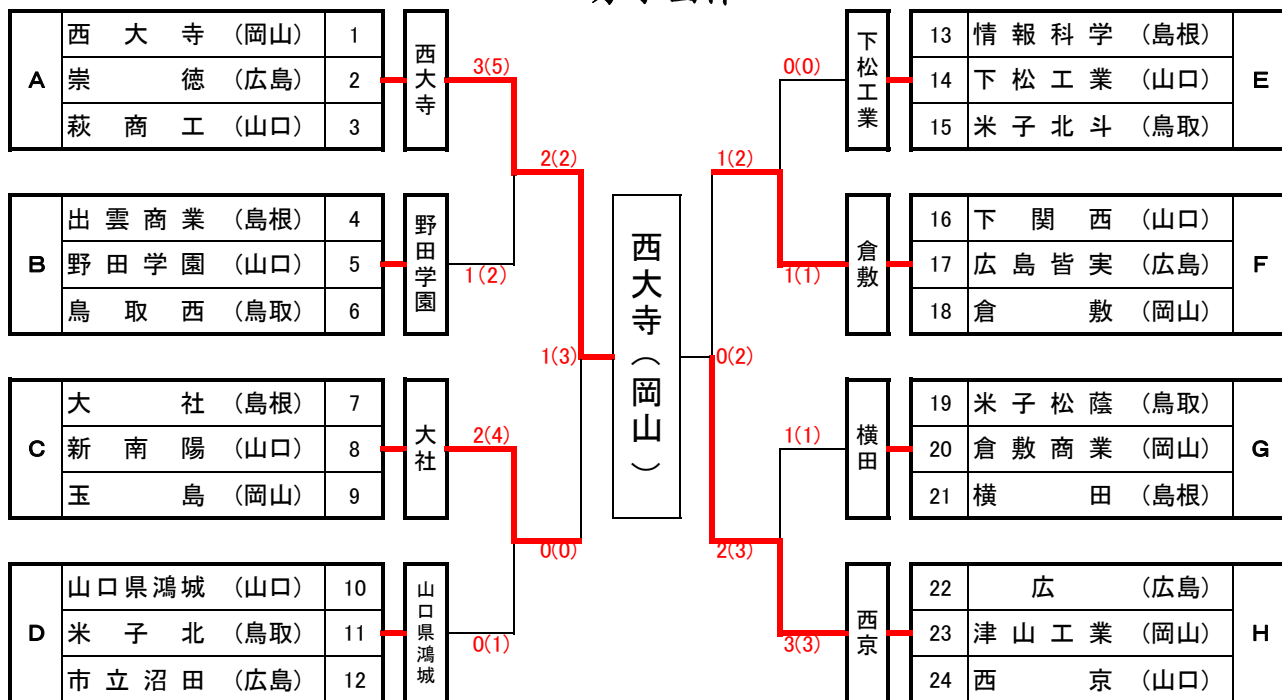 A
西大寺 (岡山) 1
崇徳 (広島) 2
萩商工 (山口) 3
西大寺
3(5)
B
出雲商業 (島根) 4
野田学園 (山口) 5
鳥取西 (鳥取) 6
野田学園
1(2)
2(2)
C
大社 (島根) 7
新南陽 (山口) 8
玉島 (岡山) 9
大社
2(4)
D
山口県鴻城 (山口) 10
米子北 (鳥取) 11
市立沼田 (広島) 12
山口県鴻城
0(1)
0(0)
1(3)
西大寺(岡山)
0(2)
下松工業
0(0)
13 情報科学 (島根)
14 下松工業 (山口)
15 米子北斗 (鳥取)
E
1(2)
倉敷
1(1)
16 下関西 (山口)
17 広島皆実 (広島)
18 倉敷 (岡山)
F
横田
1(1)
19 米子松蔭 (鳥取)
20 倉敷商業 (岡山)
21 横田 (島根)
G
2(3)
西京
3(3)
22 広 (広島)
23 津山工業 (岡山)
24 西京 (山口)
H